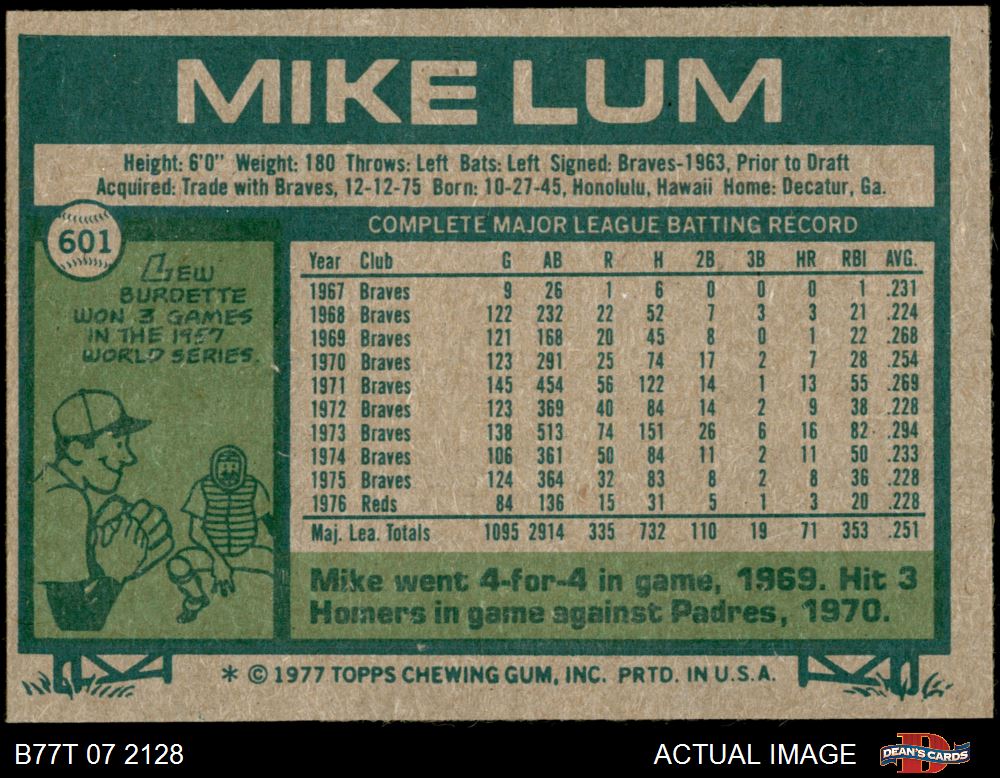 MIKE LUM
Height: 6'0" Weight: 180 Throws: Left Bats: Left Signed: Braves-1963, Prior to Draft
Acquired: Trade with Braves, 12-12-75 Born: 10-27-45, Honolulu, Hawaii Home: Decatur, Ga.
601
LEW
BURDETTE
WON 3 GAMES
IN THE 1957
WORLD SERIES.
COMPLETE MAJOR LEAGUE BATTING RECORD
Year Club G AB R H 2B 3B HR RBI AVG.
1967 Braves 9 26 1 6 0 0 0 1 .231
1968 Braves 122 232 22 52 7 3 3 21 .224
1969 Braves 121 168 20 45 8 0 1 22 .268
1970 Braves 123 291 25 74 17 2 7 28 .254
1971 Braves 145 454 56 122 14 1 13 55 .269
1972 Braves 123 369 40 84 14 2 9 38 .228
1973 Braves 138 513 74 151 26 6 16 82 .294
1974 Braves 106 361 50 84 11 2 11 50 .233
1975 Braves 124 364 32 83 8 2 8 36 .228
1976 Reds 84 136 15 31 5 1 3 20 .228
Maj. Lea. Totals 1095 2914 335 732 110 19 71 353 .251
Mike went 4-for-4 in game, 1969. Hit 3
Homers in game against Padres, 1970.
* © 1977 TOPPS CHEWING GUM, INC. PRTD. IN U.S.A.
B77T 07 2128
ACTUAL IMAGE
DEAN'S CARDS